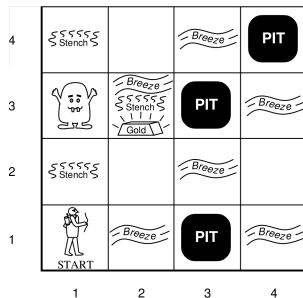 4
Stench
Breeze
PIT
3
Breeze
Stench
Gold
PIT
Breeze
2
Stench
Breeze
1
START
Breeze
PIT
Breeze
1 2 3 4